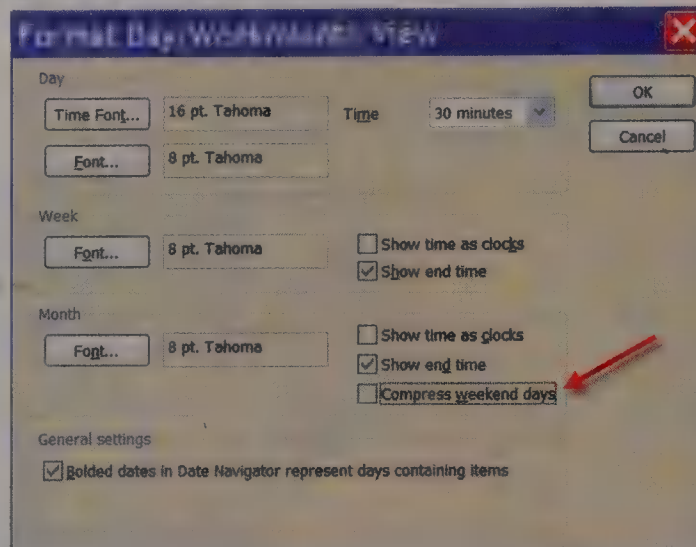 Format Day/Week/Month View
Day
Time Font...
16 pt. Tahoma
Time
30 minutes
OK
Cancel
Font...
8 pt. Tahoma
Week
Font...
8 pt. Tahoma
Show time as clocks
Show end time
Month
Font...
8 pt. Tahoma
Show time as clocks
Show end time
Compress weekend days
General settings
Bolded dates in Date Navigator represent days containing items